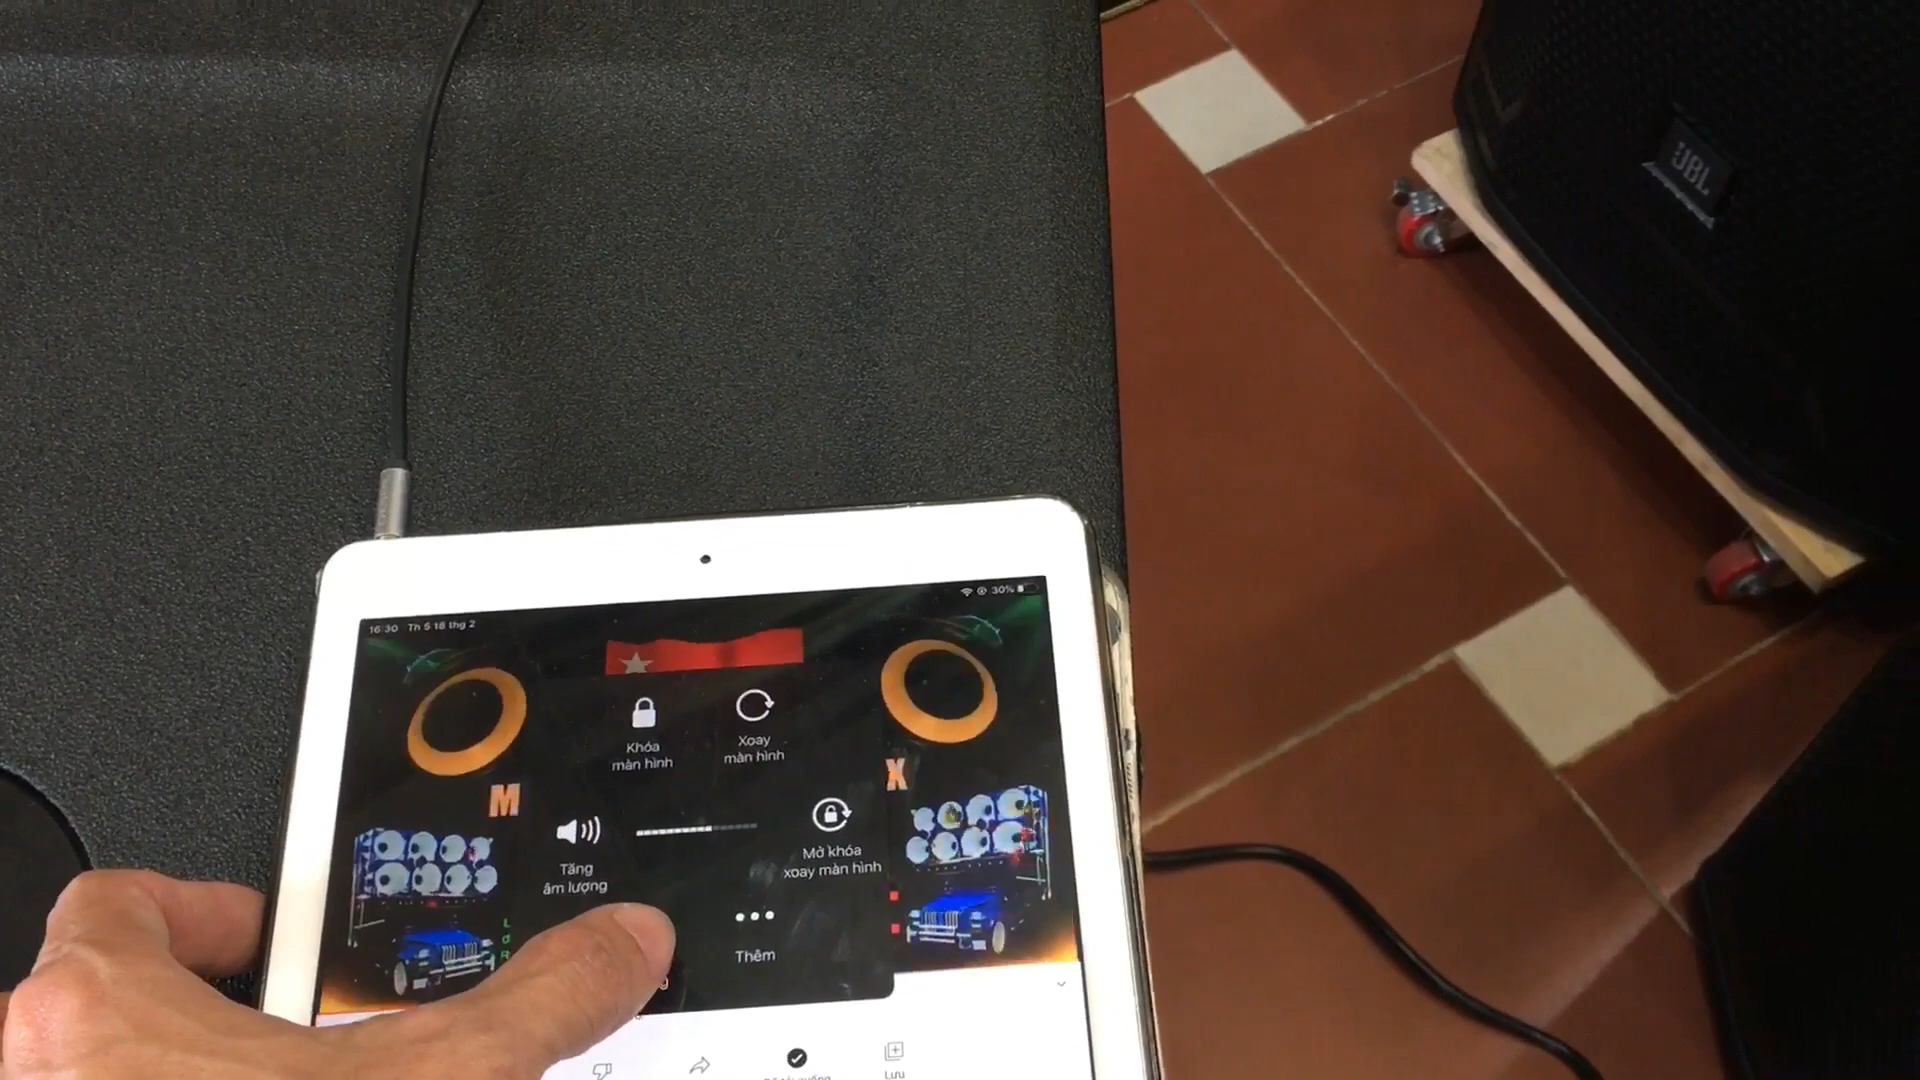 JBL
16:30 Th 5 18 thg 2
30%
Khóa
màn hình
Xoay
màn hình
M
X
Tăng
âm lượng
Mở khóa
xoay màn hình
Thêm
L
d
R
Lưu